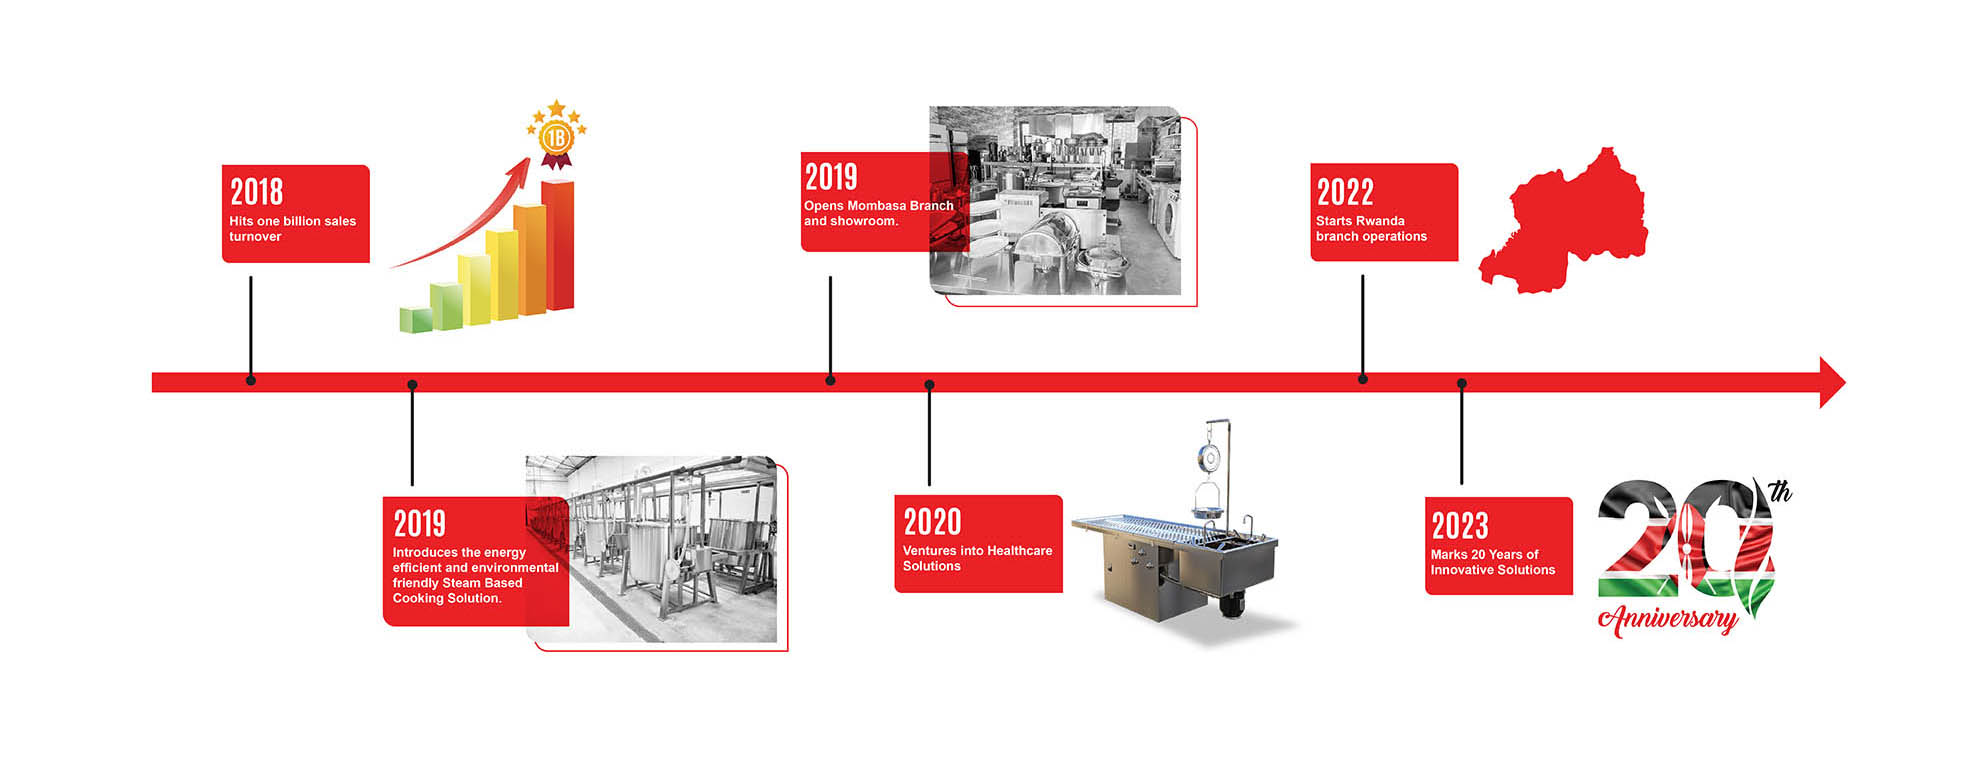 2018
Hits one billion sales
turnover
1B
2019
Introduces the energy
efficient and environmental
friendly Steam Based
Cooking Solution.
2019
Opens Mombasa Branch
and showroom.
2020
Ventures into Healthcare
Solutions
2022
Starts Rwanda
branch operations
2023
Marks 20 Years of
Innovative Solutions
20th
Anniversary